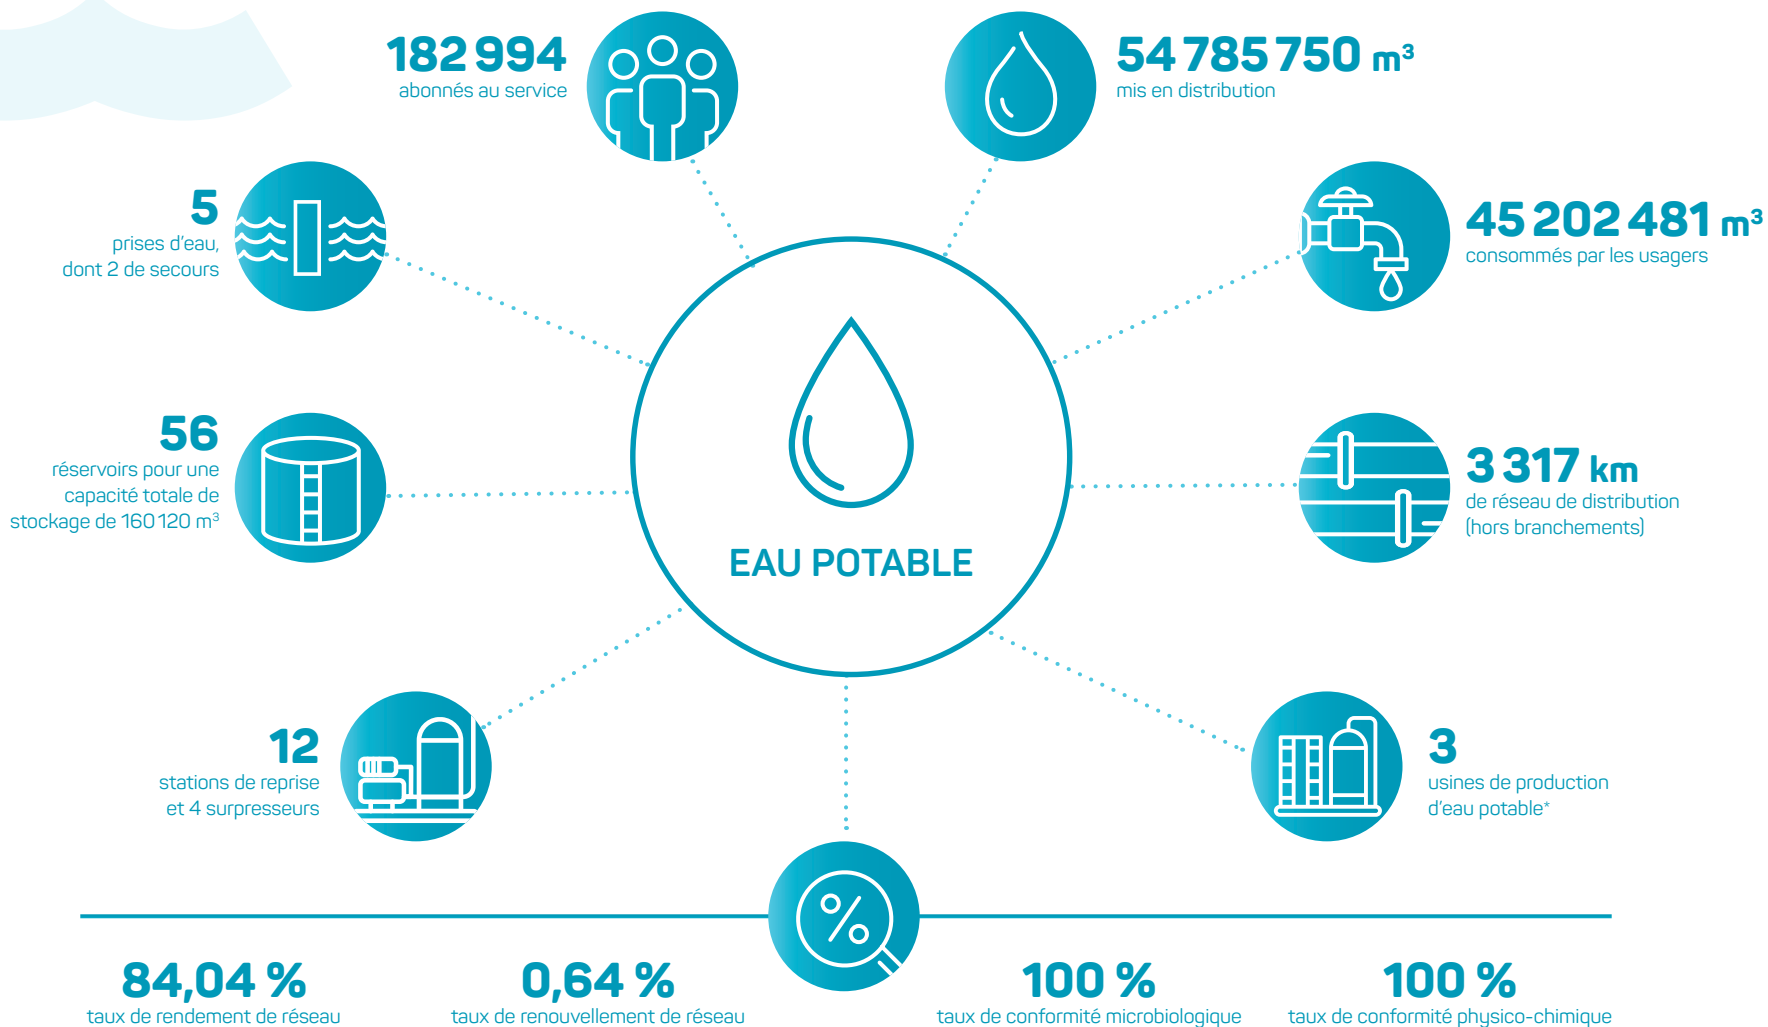 182 994
abonnés au service
54 785 750 m³
mis en distribution
5
prises d'eau,
dont 2 de secours
45 202 481 m³
consommés par les usagers
56
réservoirs pour une
capacité totale de
stockage de 160 120 m³
3 317 km
de réseau de distribution
(hors branchements)
EAU POTABLE
12
stations de reprise
et 4 surpresseurs
3
usines de production
d'eau potable*
%
84,04 %
taux de rendement de réseau
0,64 %
taux de renouvellement de réseau
100 %
taux de conformité microbiologique
100 %
taux de conformité physico-chimique